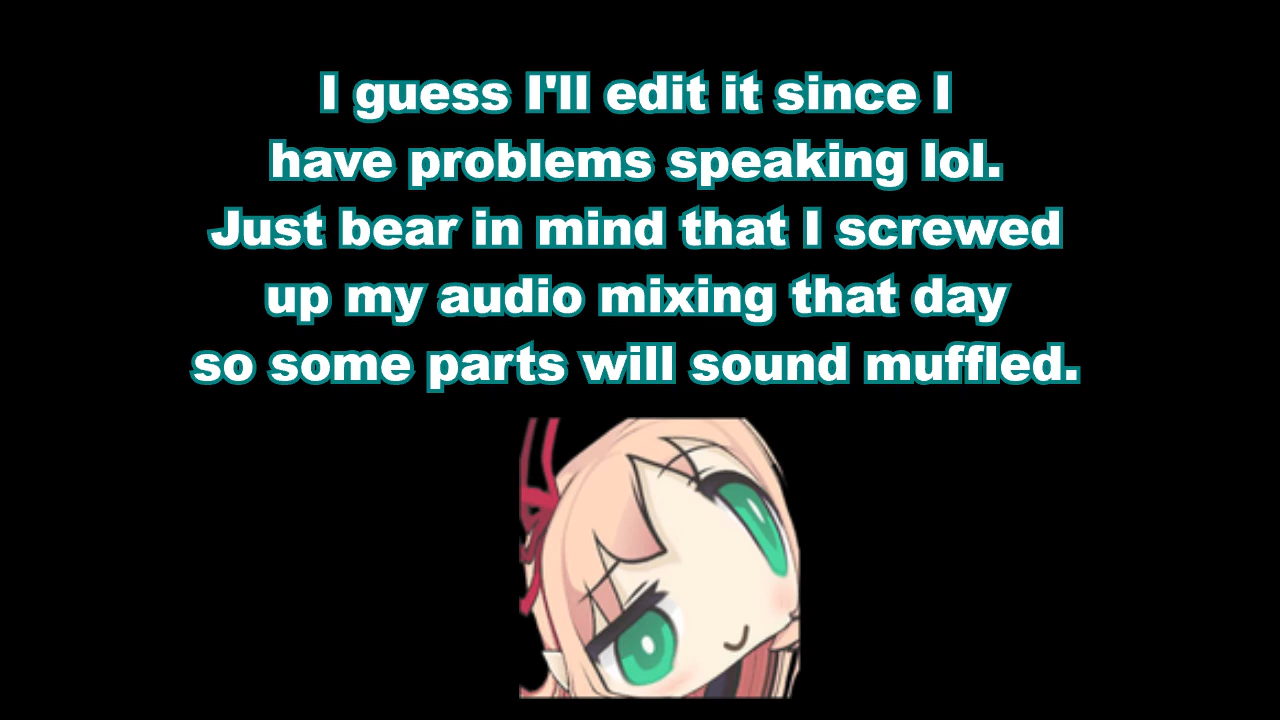 I guess I'll edit it since I
have problems speaking lol.
Just bear in mind that I screwed
up my audio mixing that day
so some parts will sound muffled.